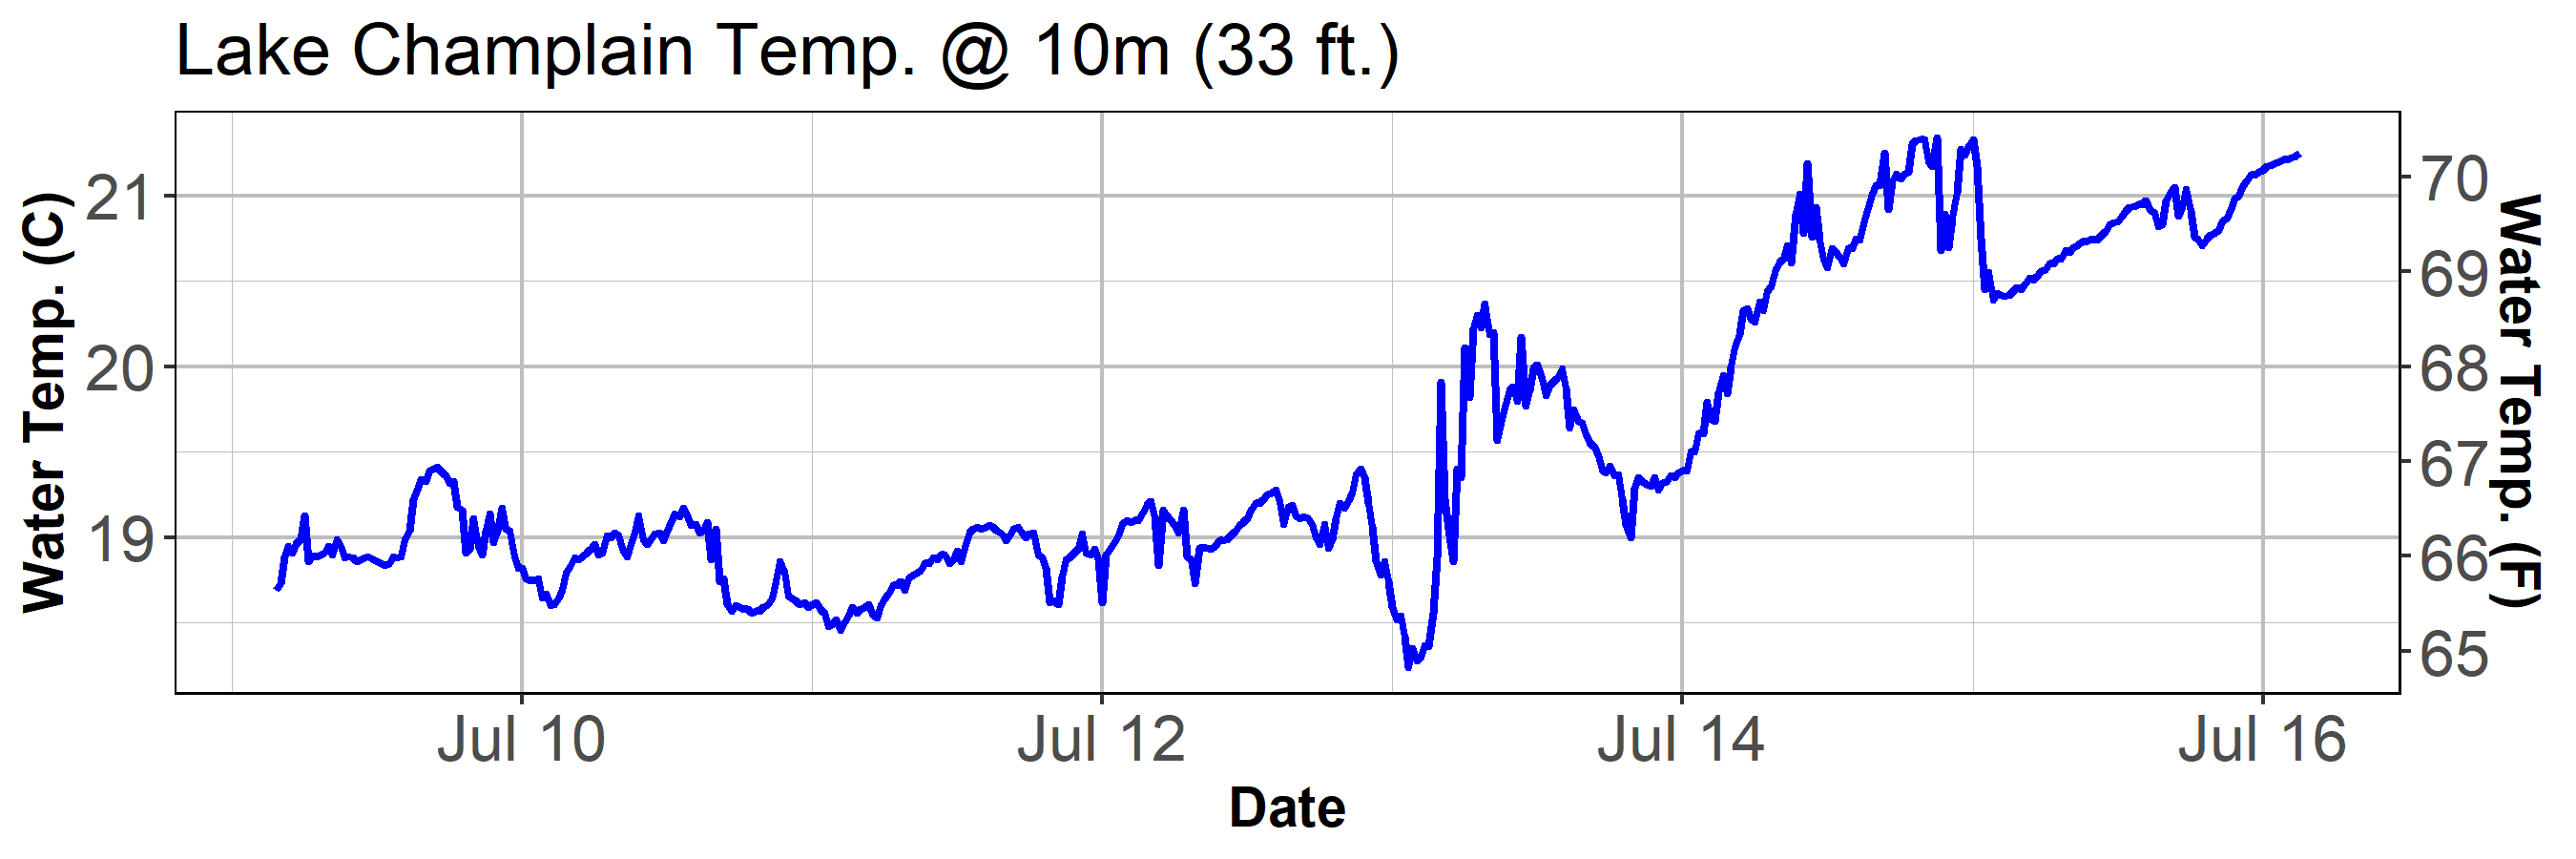 Lake Champlain Temp. @ 10m (33 ft.)
Water Temp. (C)
21
20
19
70
69
68
67
66
65
Water Temp. (F)
Jul 10
Jul 12
Jul 14
Jul 16
Date